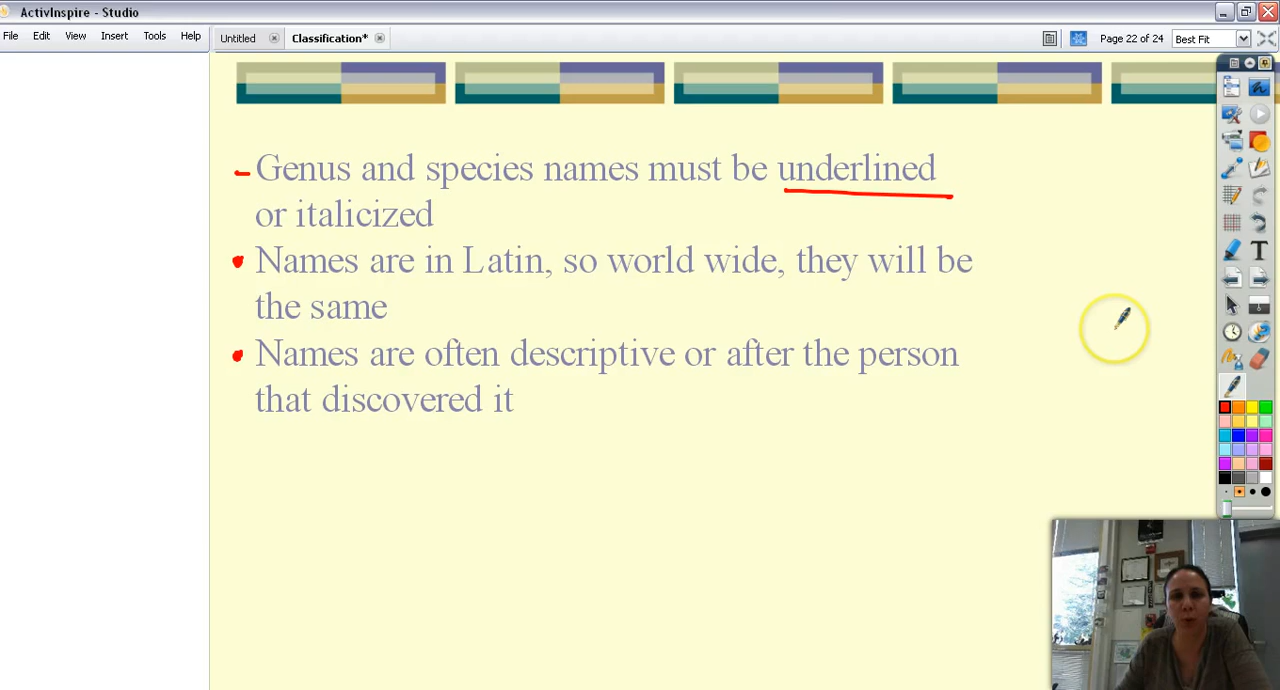 ActivInspire - Studio
File Edit View Insert Tools Help
Untitled Classification* Page 22 of 24 Best Fit
Genus and species names must be underlined
or italicized
Names are in Latin, so world wide, they will be
the same
Names are often descriptive or after the person
that discovered it